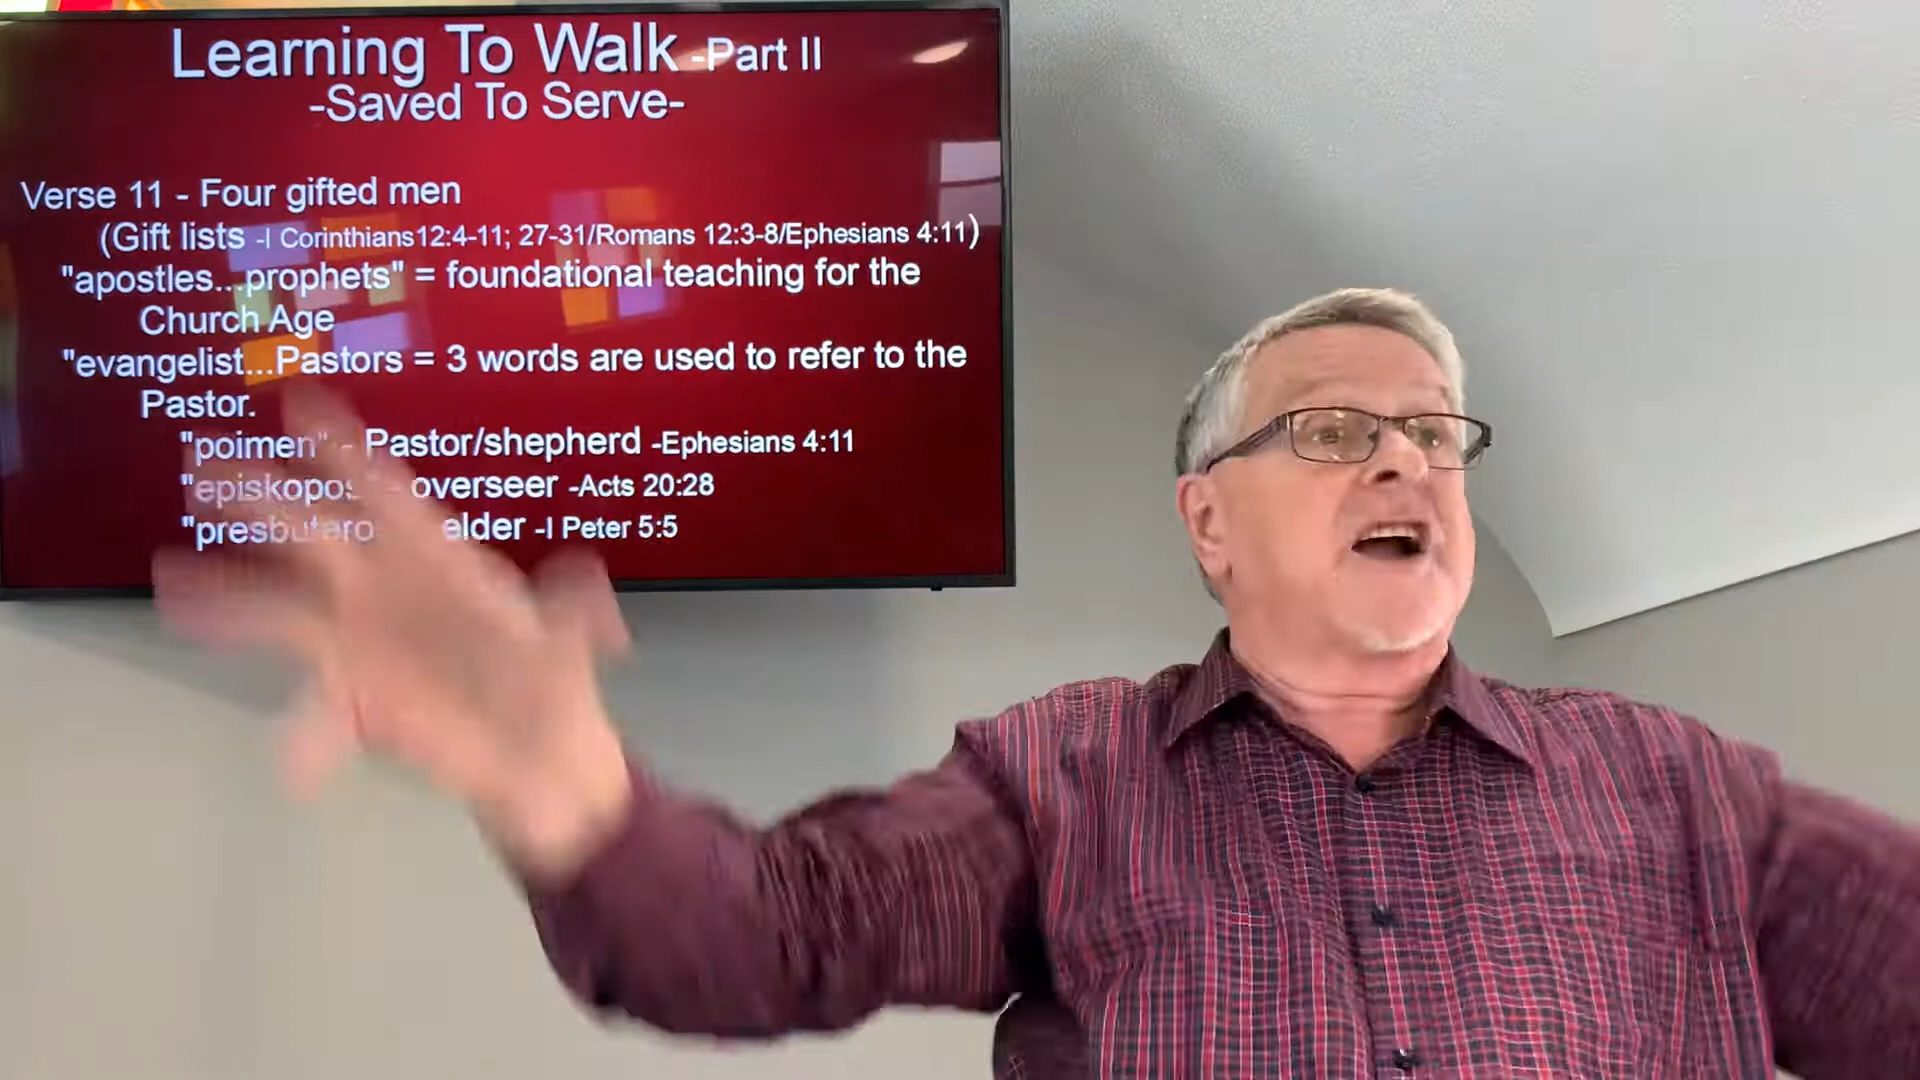 Learning To Walk -Part II
-Saved To Serve-
Verse 11 - Four gifted men
(Gift lists -I Corinthians12:4-11; 27-31/Romans 12:3-8/Ephesians 4:11)
"apostles...prophets" = foundational teaching for the
Church Age
"evangelist...Pastors = 3 words are used to refer to the
Pastor.
"poimen" - Pastor/shepherd -Ephesians 4:11
"episkopos - overseer -Acts 20:28
elder -I Peter 5:5